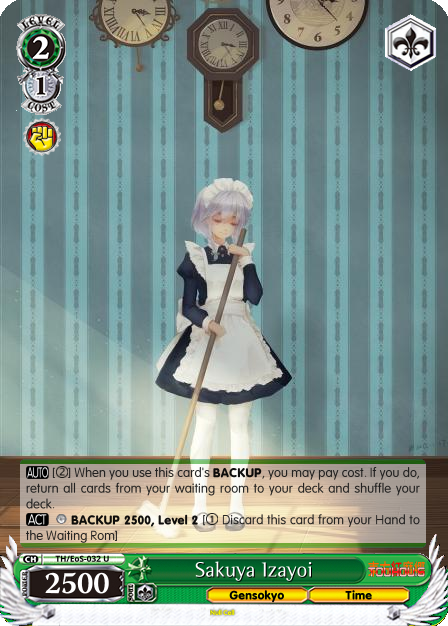 LEVEL
2
1
COST
AUTO [②] When you use this card's BACKUP, you may pay cost. If you do,
return all cards from your waiting room to your deck and shuffle your
deck.
ACT BACKUP 2500, Level 2 [① Discard this card from your Hand to
the Waiting Rom]
CH TH/EoS-032 U
POWER
2500
SOUL
Sakuya Izayoi
Gensokyo
Time